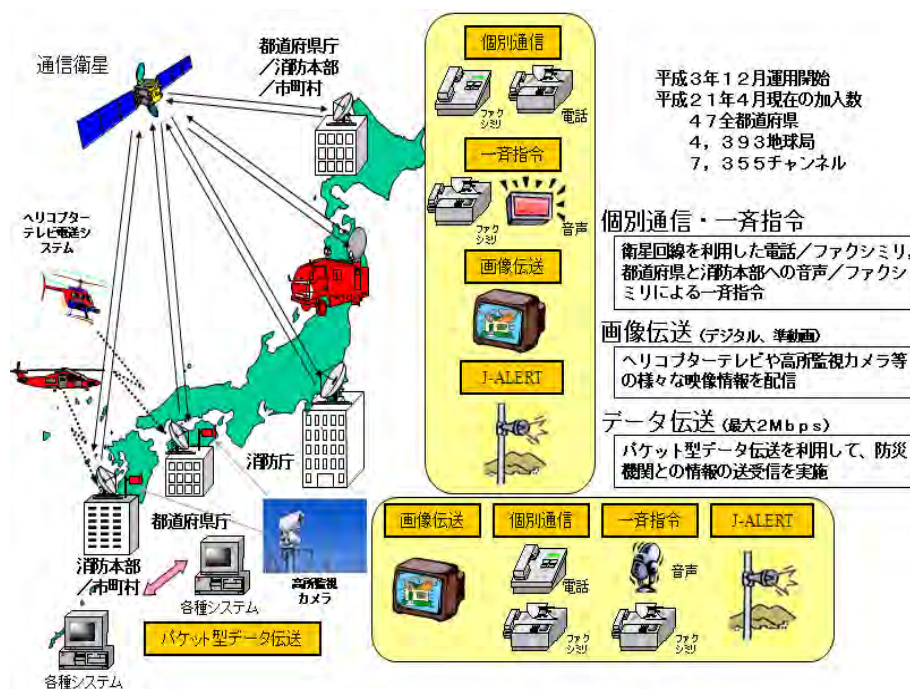 通信衛星
都道府県庁
／消防本部
／市町村
ヘリコプター
テレビ電送シ
ステム
消防庁
都道府県庁
消防本部
／市町村
高所監視
カメラ
各種システム
各種システム
パケット型データ伝送
個別通信
ファク
シミリ
電話
一斉指令
ファク
シミリ
音声
画像伝送
J-ALERT
画像伝送
個別通信
一斉指令
J-ALERT
電話
音声
ファク
シミリ
ファク
シミリ
平成３年１２月運用開始
平成２１年４月現在の加入数
４７全都道府県
４，３９３地球局
７，３５５チャンネル
個別通信・一斉指令
衛星回線を利用した電話／ファクシミリ，
都道府県と消防本部への音声／ファクシ
ミリによる一斉指令
画像伝送（デジタル、準動画）
ヘリコプターテレビや高所監視カメラ等
の様々な映像情報を配信
データ伝送（最大２Ｍｂｐｓ）
パケット型データ伝送を利用して、防災
機関との情報の送受信を実施